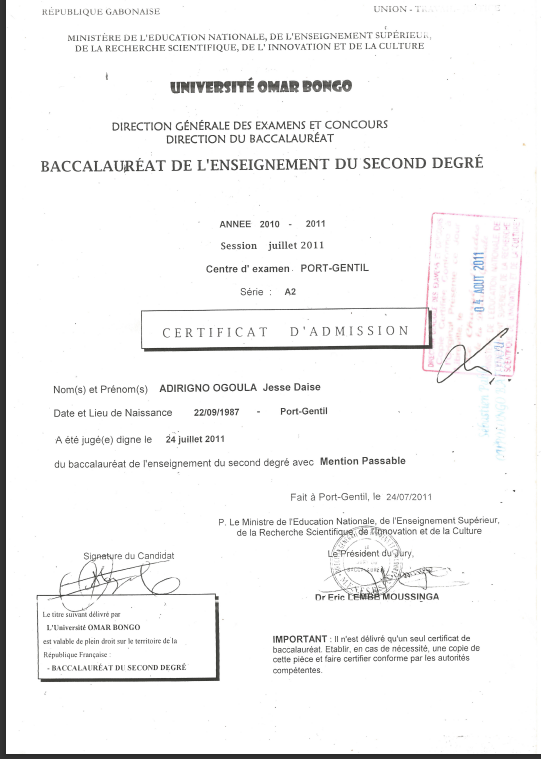 RÉPUBLIQUE GABONAISE
UNION -
MINISTÈRE DE L'EDUCATION NATIONALE, DE L'ENSEIGNEMENT SUPÉRIEUR,
DE LA RECHERCHE SCIENTIFIQUE, DE L' INNOVATION ET DE LA CULTURE
UNIVERSITÉ OMAR BONGO
DIRECTION GÉNÉRALE DES EXAMENS ET CONCOURS
DIRECTION DU BACCALAURÉAT
BACCALAURÉAT DE L'ENSEIGNEMENT DU SECOND DEGRÉ
ANNEE 2010 - 2011
Session juillet 2011
Centre d' examen PORT-GENTIL
Série : A2
04 AOUT 2011
CERTIFICAT D'ADMISSION
Nom(s) et Prénom(s) ADIRIGNO OGOULA Jesse Daise
Date et Lieu de Naissance 22/09/1987 - Port-Gentil
A été jugé(e) digne le 24 juillet 2011
du baccalauréat de l'enseignement du second degré avec Mention Passable
Fait à Port-Gentil, le 24/07/2011
P. Le Ministre de l'Education Nationale, de l'Enseignement Supérieur,
de la Recherche Scientifique, de l'Innovation et de la Culture
Signature du Candidat
Le Président du Jury,
Dr Eric LEMBE MOUSSINGA
Le titre suivant délivré par
L'Université OMAR BONGO
est valable de plein droit sur le territoire de la
République Française :
- BACCALAURÉAT DU SECOND DEGRÉ
IMPORTANT : Il n'est délivré qu'un seul certificat de
baccalauréat. Etablir, en cas de nécessité, une copie de
cette pièce et faire certifier conforme par les autorités
compétentes.